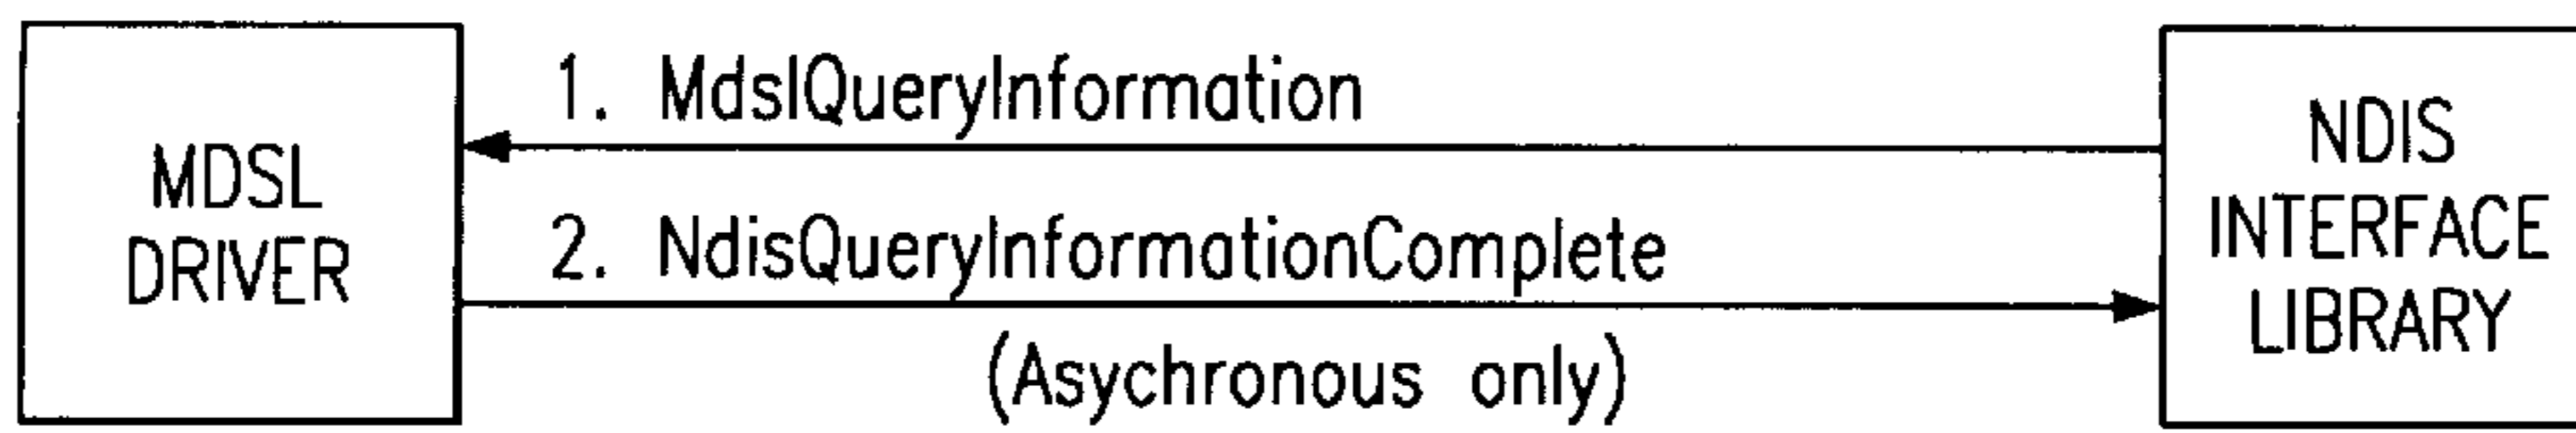 MDSL
DRIVER
1. MdslQueryInformation
2. NdisQueryInformationComplete
(Asychronous only)
NDIS
INTERFACE
LIBRARY